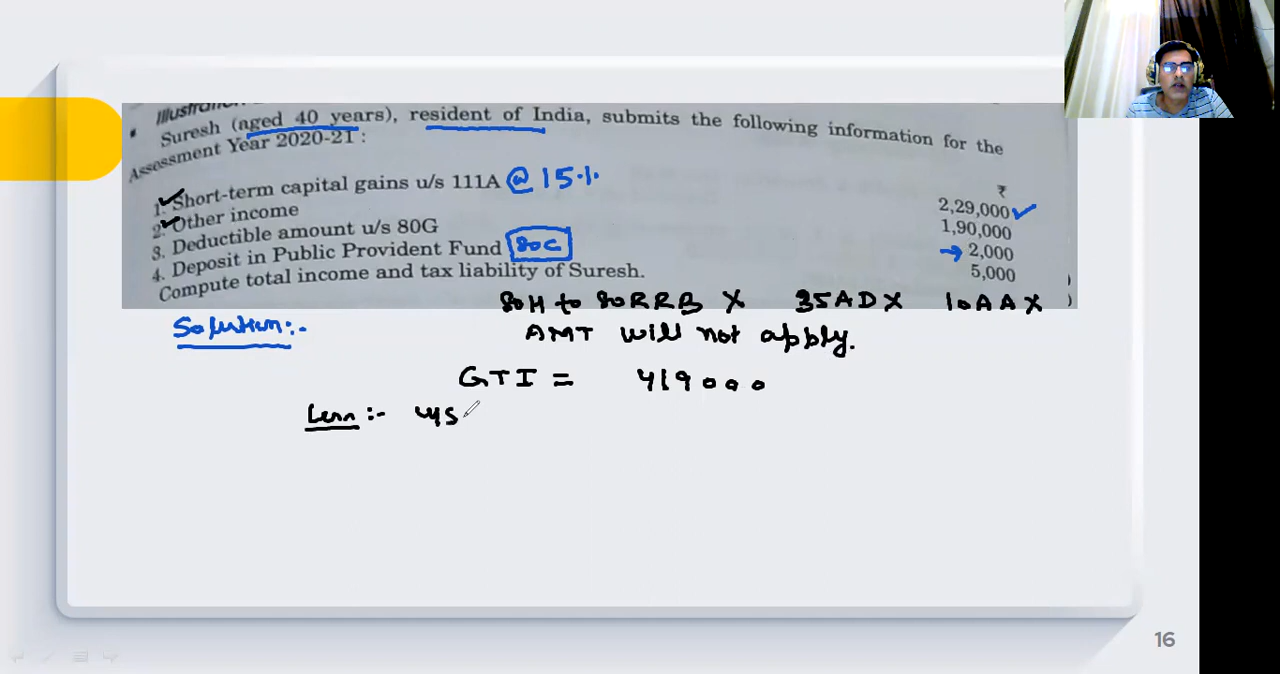 Suresh (aged 40 years), resident of India, submits the following information for the
Assessment Year 2020-21 :
₹
1. Short-term capital gains u/s 111A @ 15% 2,29,000
2. Other income 1,90,000
3. Deductible amount u/s 80G 2,000
4. Deposit in Public Provident Fund 80C 5,000
Compute total income and tax liability of Suresh.
80H to 80RRB X 35AD X 10AA X
Solution:-
AMT will not apply.
GTI = 419000
Less :- u/s
16